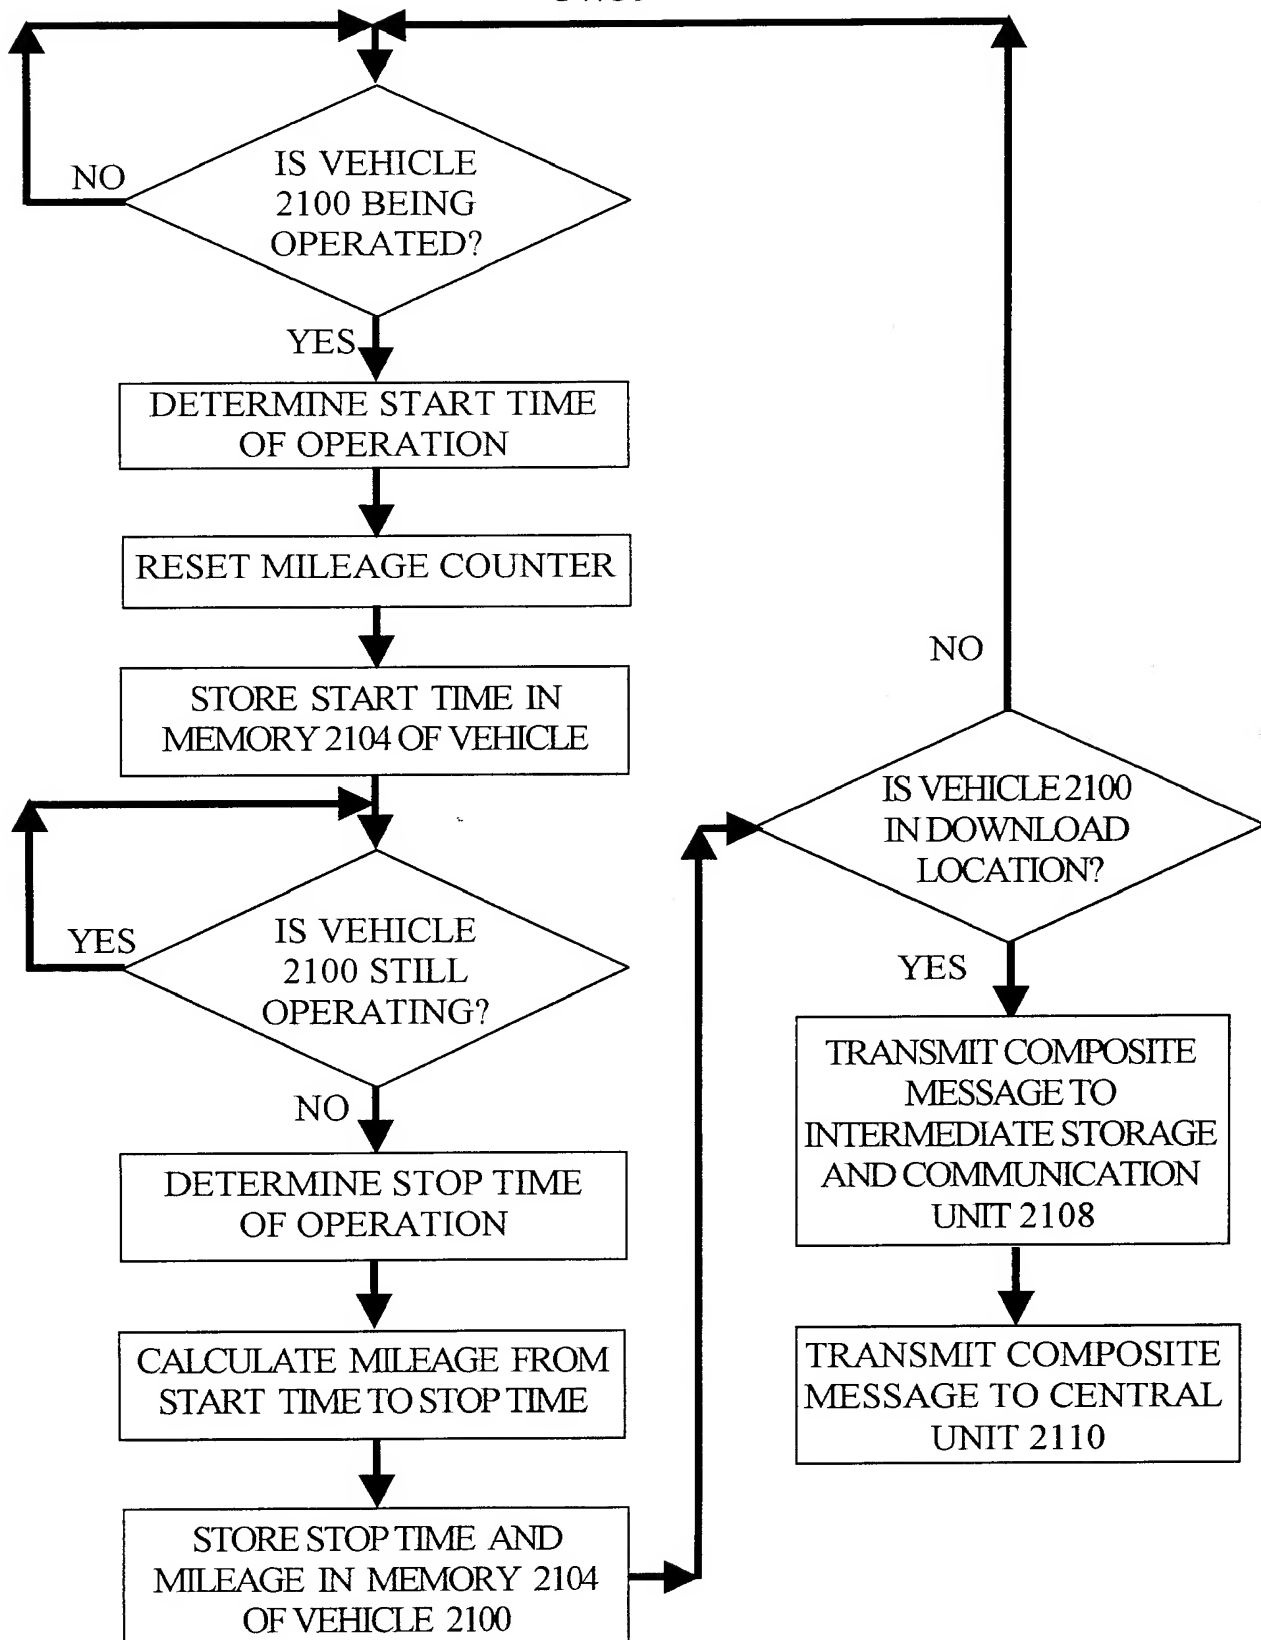 NO
IS VEHICLE
2100 BEING
OPERATED?
YES
DETERMINE START TIME
OF OPERATION
RESET MILEAGE COUNTER
STORE START TIME IN
MEMORY 2104 OF VEHICLE
YES
IS VEHICLE
2100 STILL
OPERATING?
NO
DETERMINE STOP TIME
OF OPERATION
CALCULATE MILEAGE FROM
START TIME TO STOP TIME
STORE STOP TIME AND
MILEAGE IN MEMORY 2104
OF VEHICLE 2100
NO
IS VEHICLE 2100
IN DOWNLOAD
LOCATION?
YES
TRANSMIT COMPOSITE
MESSAGE TO
INTERMEDIATE STORAGE
AND COMMUNICATION
UNIT 2108
TRANSMIT COMPOSITE
MESSAGE TO CENTRAL
UNIT 2110